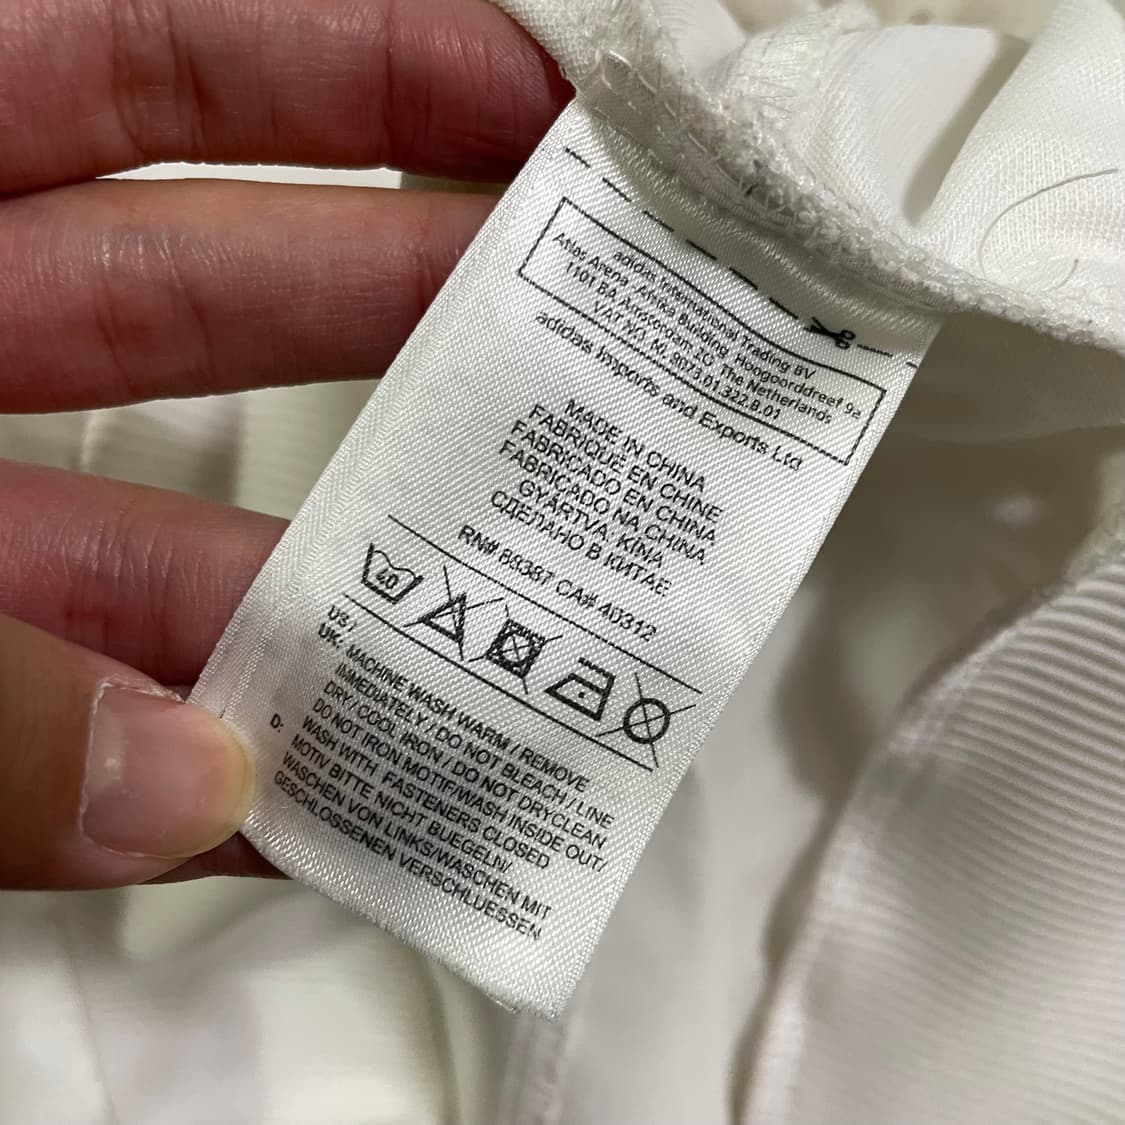 adidas International Trading BV
Atlas Arena, Africa Building, Hoogoorddreef 9a
1101 BA Amsterdam ZO, The Netherlands
VAT NO. NL 8073.01.322.B.01
adidas Imports and Exports Ltd
MADE IN CHINA
FABRIQUE EN CHINE
FABRICADO EN CHINA
FABRICADO NA CHINA
GYÁRTVA: KÍNA
СДЕЛАНО В КИТАЕ
RN# 88387 CA# 40312
40
US /
UK: MACHINE WASH WARM / REMOVE
IMMEDIATELY / DO NOT BLEACH / LINE
DRY / COOL IRON / DO NOT DRYCLEAN
DO NOT IRON MOTIF/WASH INSIDE OUT/
WASH WITH FASTENERS CLOSED
D: MOTIV BITTE NICHT BUEGELN/
WASCHEN VON LINKS/WASCHEN MIT
GESCHLOSSENEN VERSCHLUESSEN